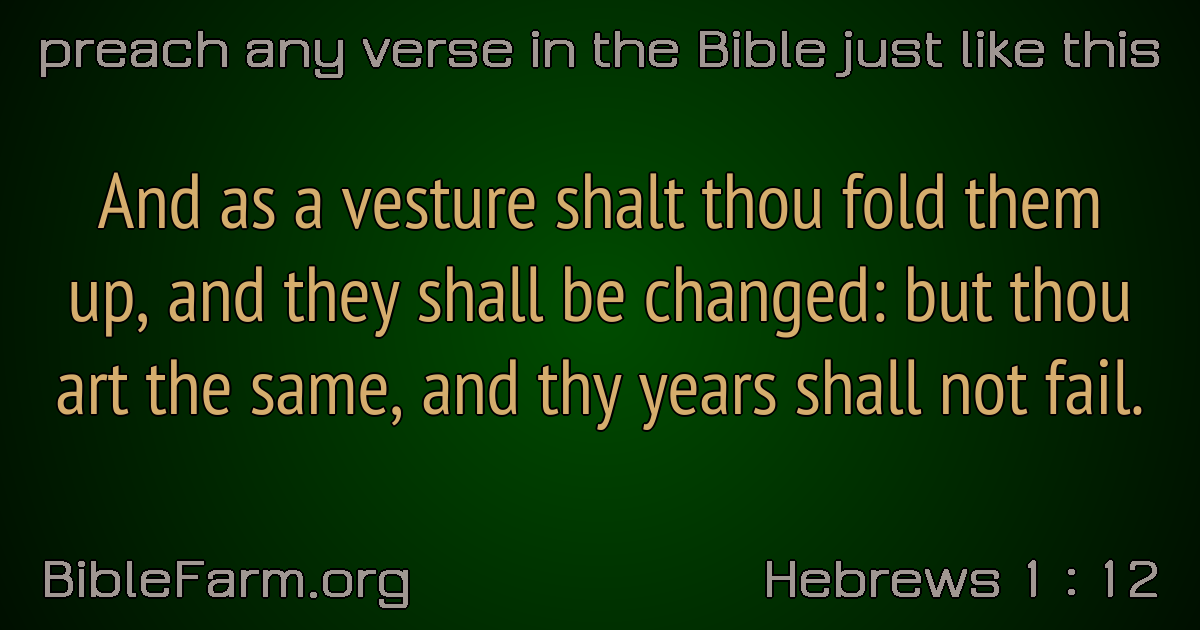 preach any verse in the Bible just like this
And as a vesture shalt thou fold them
up, and they shall be changed: but thou
art the same, and thy years shall not fail.
BibleFarm.org
Hebrews 1 : 12